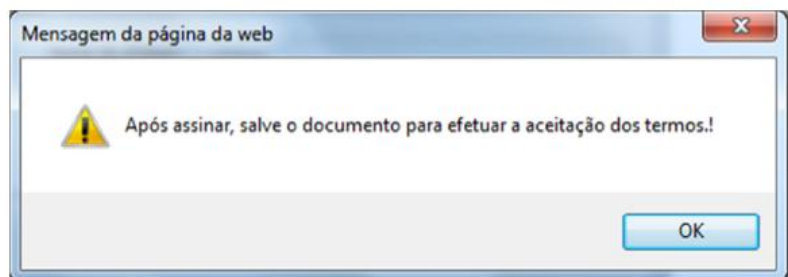 Mensagem da página da web
Após assinar, salve o documento para efetuar a aceitação dos termos.!
OK